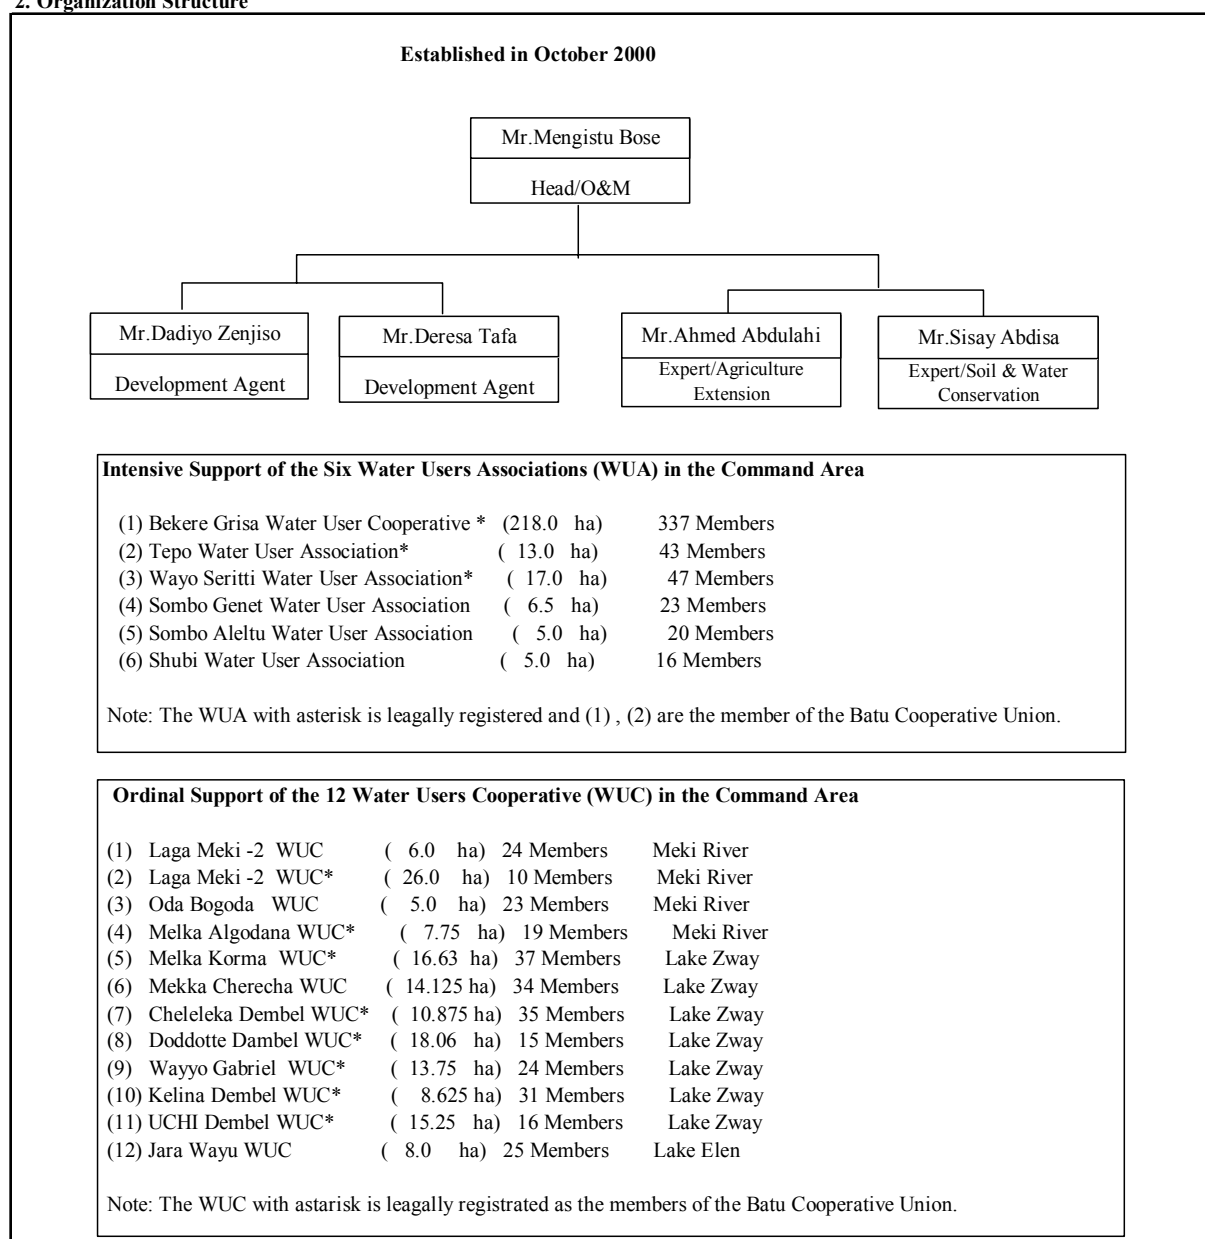 2. Organization Structure
Established in October 2000
Mr.Mengistu Bose
Head/O&M
Mr.Dadiyo Zenjiso
Development Agent
Mr.Deresa Tafa
Development Agent
Mr.Ahmed Abdulahi
Expert/Agriculture
Extension
Mr.Sisay Abdisa
Expert/Soil & Water
Conservation
Intensive Support of the Six Water Users Associations (WUA) in the Command Area
(1) Bekere Grisa Water User Cooperative * (218.0 ha) 337 Members
(2) Tepo Water User Association* ( 13.0 ha) 43 Members
(3) Wayo Seritti Water User Association* ( 17.0 ha) 47 Members
(4) Sombo Genet Water User Association ( 6.5 ha) 23 Members
(5) Sombo Aleltu Water User Association ( 5.0 ha) 20 Members
(6) Shubi Water User Association ( 5.0 ha) 16 Members
Note: The WUA with asterisk is leagally registered and (1) , (2) are the member of the Batu Cooperative Union.
Ordinal Support of the 12 Water Users Cooperative (WUC) in the Command Area
(1) Laga Meki -2 WUC ( 6.0 ha) 24 Members Meki River
(2) Laga Meki -2 WUC* ( 26.0 ha) 10 Members Meki River
(3) Oda Bogoda WUC ( 5.0 ha) 23 Members Meki River
(4) Melka Algodana WUC* ( 7.75 ha) 19 Members Meki River
(5) Melka Korma WUC* ( 16.63 ha) 37 Members Lake Zway
(6) Mekka Cherecha WUC ( 14.125 ha) 34 Members Lake Zway
(7) Cheleleka Dembel WUC* ( 10.875 ha) 35 Members Lake Zway
(8) Doddotte Dambel WUC* ( 18.06 ha) 15 Members Lake Zway
(9) Wayyo Gabriel WUC* ( 13.75 ha) 24 Members Lake Zway
(10) Kelina Dembel WUC* ( 8.625 ha) 31 Members Lake Zway
(11) UCHI Dembel WUC* ( 15.25 ha) 16 Members Lake Zway
(12) Jara Wayu WUC ( 8.0 ha) 25 Members Lake Elen
Note: The WUC with astarisk is leagally registrated as the members of the Batu Cooperative Union.